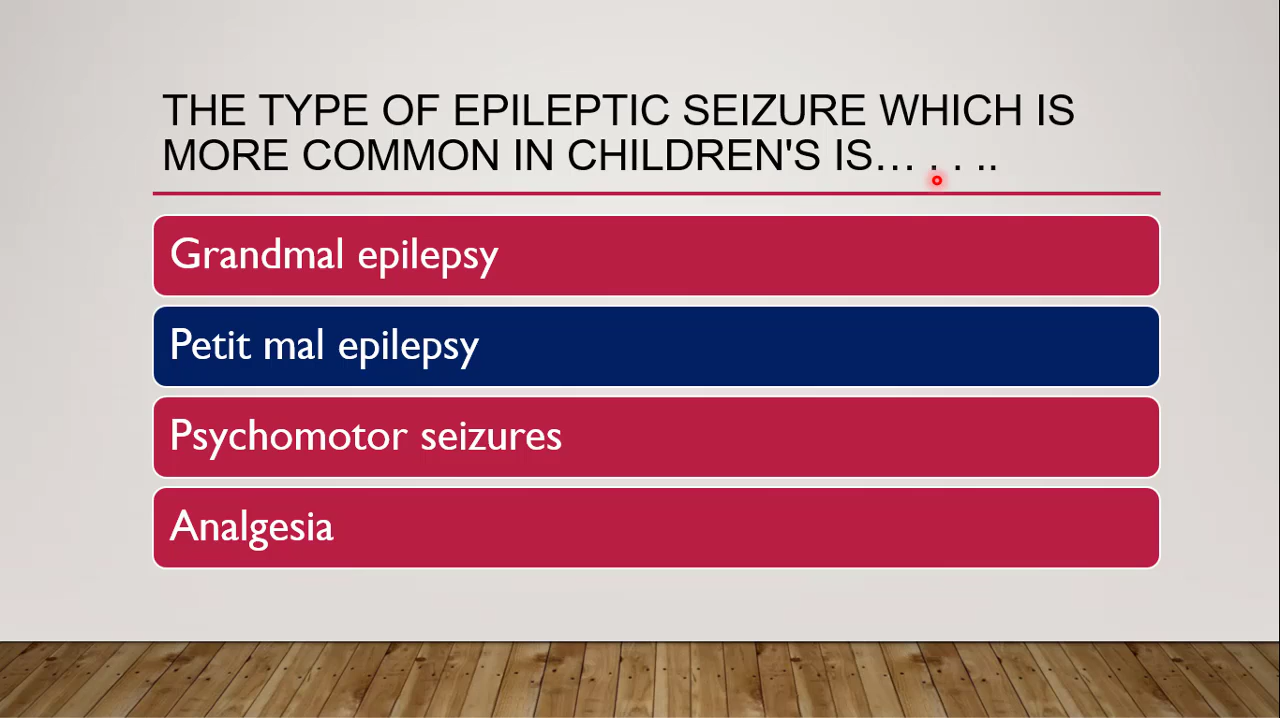 THE TYPE OF EPILEPTIC SEIZURE WHICH IS
MORE COMMON IN CHILDREN'S IS… . . ..
Grandmal epilepsy
Petit mal epilepsy
Psychomotor seizures
Analgesia